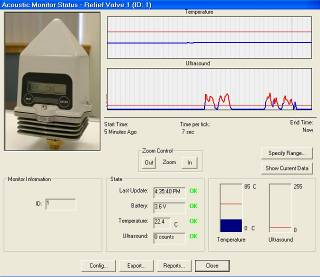 Acoustic Monitor Status - Relief Valve 1 (ID: 1)
Temperature
Ultrasound
Start Time:
5 Minutes Ago
Time per tick:
7 sec
End Time:
Now
Zoom Control
Out Zoom In
Specify Range...
Show Current Data
Monitor Information
ID: 1
State
Last Update: 4:35:40 PM OK
Battery: 3.6 V OK
Temperature: 22.4 C OK
Ultrasound: 0 counts OK
85 C
0 C
Temperature
255
0
Ultrasound
Config... Export... Reports... Close